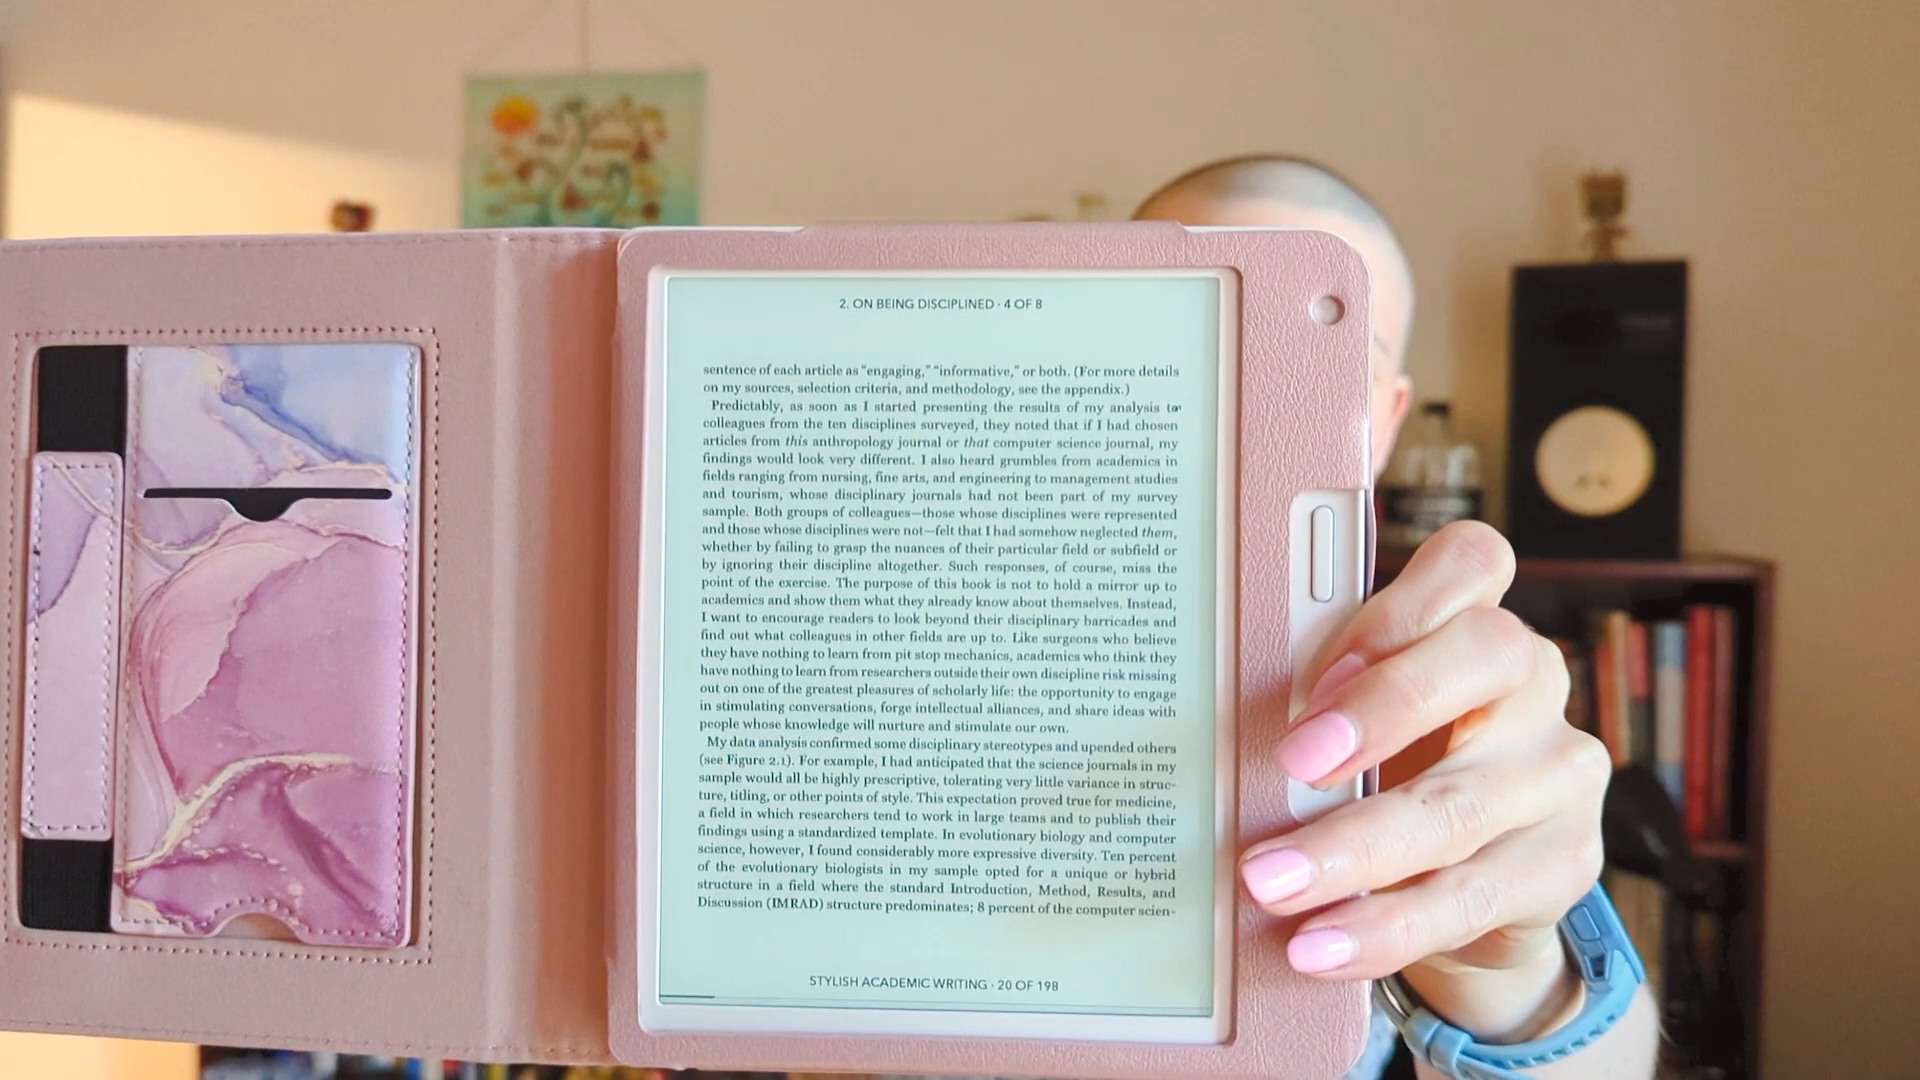 2. ON BEING DISCIPLINED · 4 OF 8
sentence of each article as “engaging,” “informative,” or both. (For more details
on my sources, selection criteria, and methodology, see the appendix.)
Predictably, as soon as I started presenting the results of my analysis to
colleagues from the ten disciplines surveyed, they noted that if I had chosen
articles from this anthropology journal or that computer science journal, my
findings would look very different. I also heard grumbles from academics in
fields ranging from nursing, fine arts, and engineering to management studies
and tourism, whose disciplinary journals had not been part of my survey
sample. Both groups of colleagues—those whose disciplines were represented
and those whose disciplines were not—felt that I had somehow neglected them,
whether by failing to grasp the nuances of their particular field or subfield or
by ignoring their discipline altogether. Such responses, of course, miss the
point of the exercise. The purpose of this book is not to hold a mirror up to
academics and show them what they already know about themselves. Instead,
I want to encourage readers to look beyond their disciplinary barricades and
find out what colleagues in other fields are up to. Like surgeons who believe
they have nothing to learn from pit stop mechanics, academics who think they
have nothing to learn from researchers outside their own discipline risk missing
out on one of the greatest pleasures of scholarly life: the opportunity to engage
in stimulating conversations, forge intellectual alliances, and share ideas with
people whose knowledge will nurture and stimulate our own.
My data analysis confirmed some disciplinary stereotypes and upended others
(see Figure 2.1). For example, I had anticipated that the science journals in my
sample would all be highly prescriptive, tolerating very little variance in struc-
ture, titling, or other points of style. This expectation proved true for medicine,
a field in which researchers tend to work in large teams and to publish their
findings using a standardized template. In evolutionary biology and computer
science, however, I found considerably more expressive diversity. Ten percent
of the evolutionary biologists in my sample opted for a unique or hybrid
structure in a field where the standard Introduction, Method, Results, and
Discussion (IMRAD) structure predominates; 8 percent of the computer scien-
STYLISH ACADEMIC WRITING · 20 OF 198